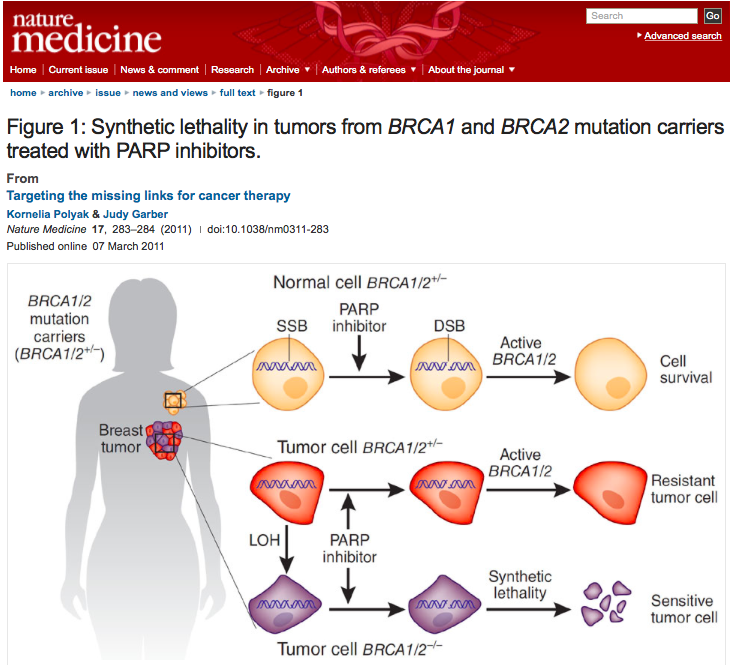 nature
medicine
Search
Go
Advanced search
Home
Current issue
News & comment
Research
Archive
Authors & referees
About the journal
home
archive
issue
news and views
full text
figure 1
Figure 1: Synthetic lethality in tumors from BRCA1 and BRCA2 mutation carriers
treated with PARP inhibitors.
From
Targeting the missing links for cancer therapy
Kornelia Polyak & Judy Garber
Nature Medicine 17, 283–284 (2011) | doi:10.1038/nm0311-283
Published online 07 March 2011
BRCA1/2
mutation
carriers
(BRCA1/2+/–)
Normal cell BRCA1/2+/–
SSB
PARP
inhibitor
DSB
Active
BRCA1/2
Cell
survival
Breast
tumor
Tumor cell BRCA1/2+/–
Active
BRCA1/2
Resistant
tumor cell
LOH
PARP
inhibitor
Synthetic
lethality
Sensitive
tumor cell
Tumor cell BRCA1/2–/–